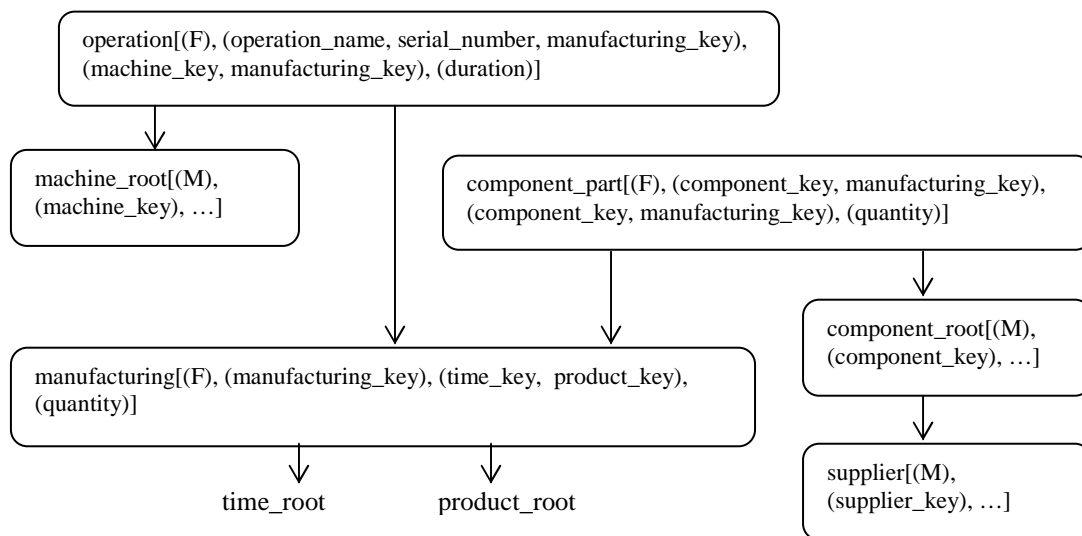 operation[(F), (operation_name, serial_number, manufacturing_key),
(machine_key, manufacturing_key), (duration)]
machine_root[(M),
(machine_key), …]
component_part[(F), (component_key, manufacturing_key),
(component_key, manufacturing_key), (quantity)]
component_root[(M),
(component_key), …]
manufacturing[(F), (manufacturing_key), (time_key, product_key),
(quantity)]
supplier[(M),
(supplier_key), …]
time_root
product_root